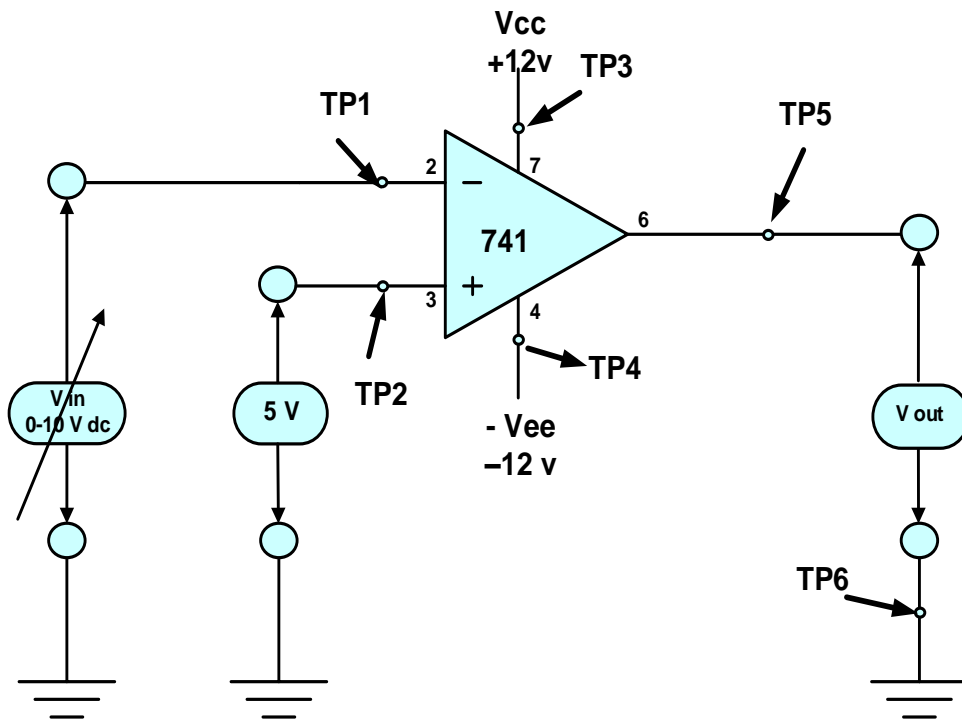 Vcc
+12v
TP3
TP1
TP5
2
7
−
741
6
+
3
4
TP2
TP4
V in
0-10 V dc
5 V
V out
- Vee
–12 v
TP6